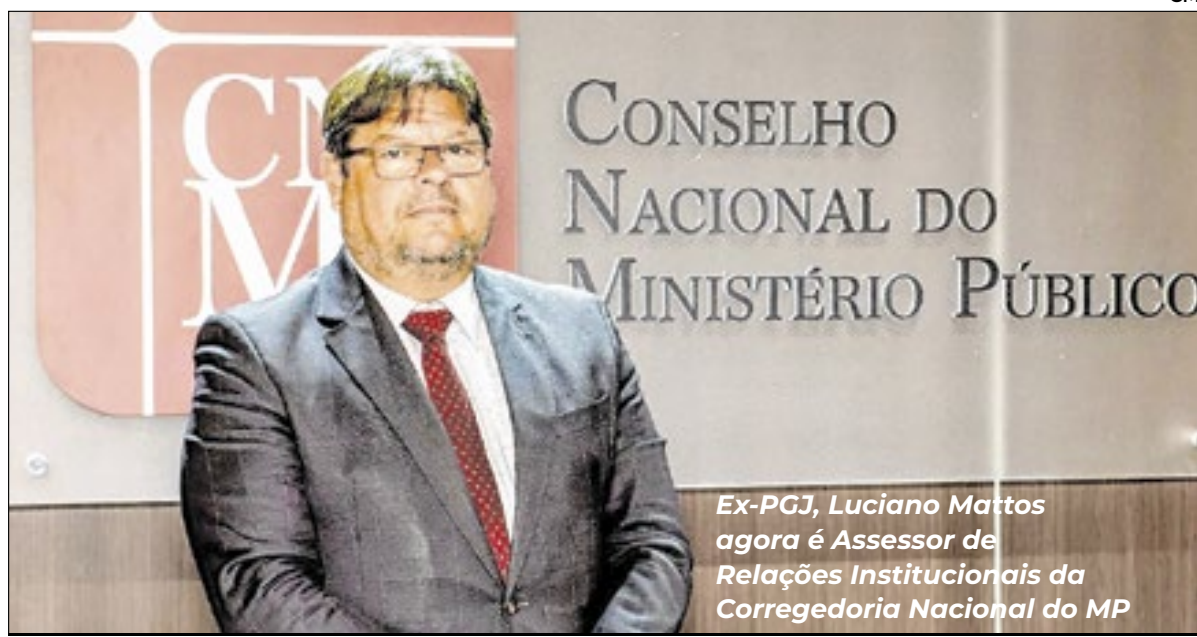 CN
M
CONSELHO
NACIONAL DO
MINISTÉRIO PÚBLICO
Ex-PGJ, Luciano Mattos
agora é Assessor de
Relações Institucionais da
Corregedoria Nacional do MP